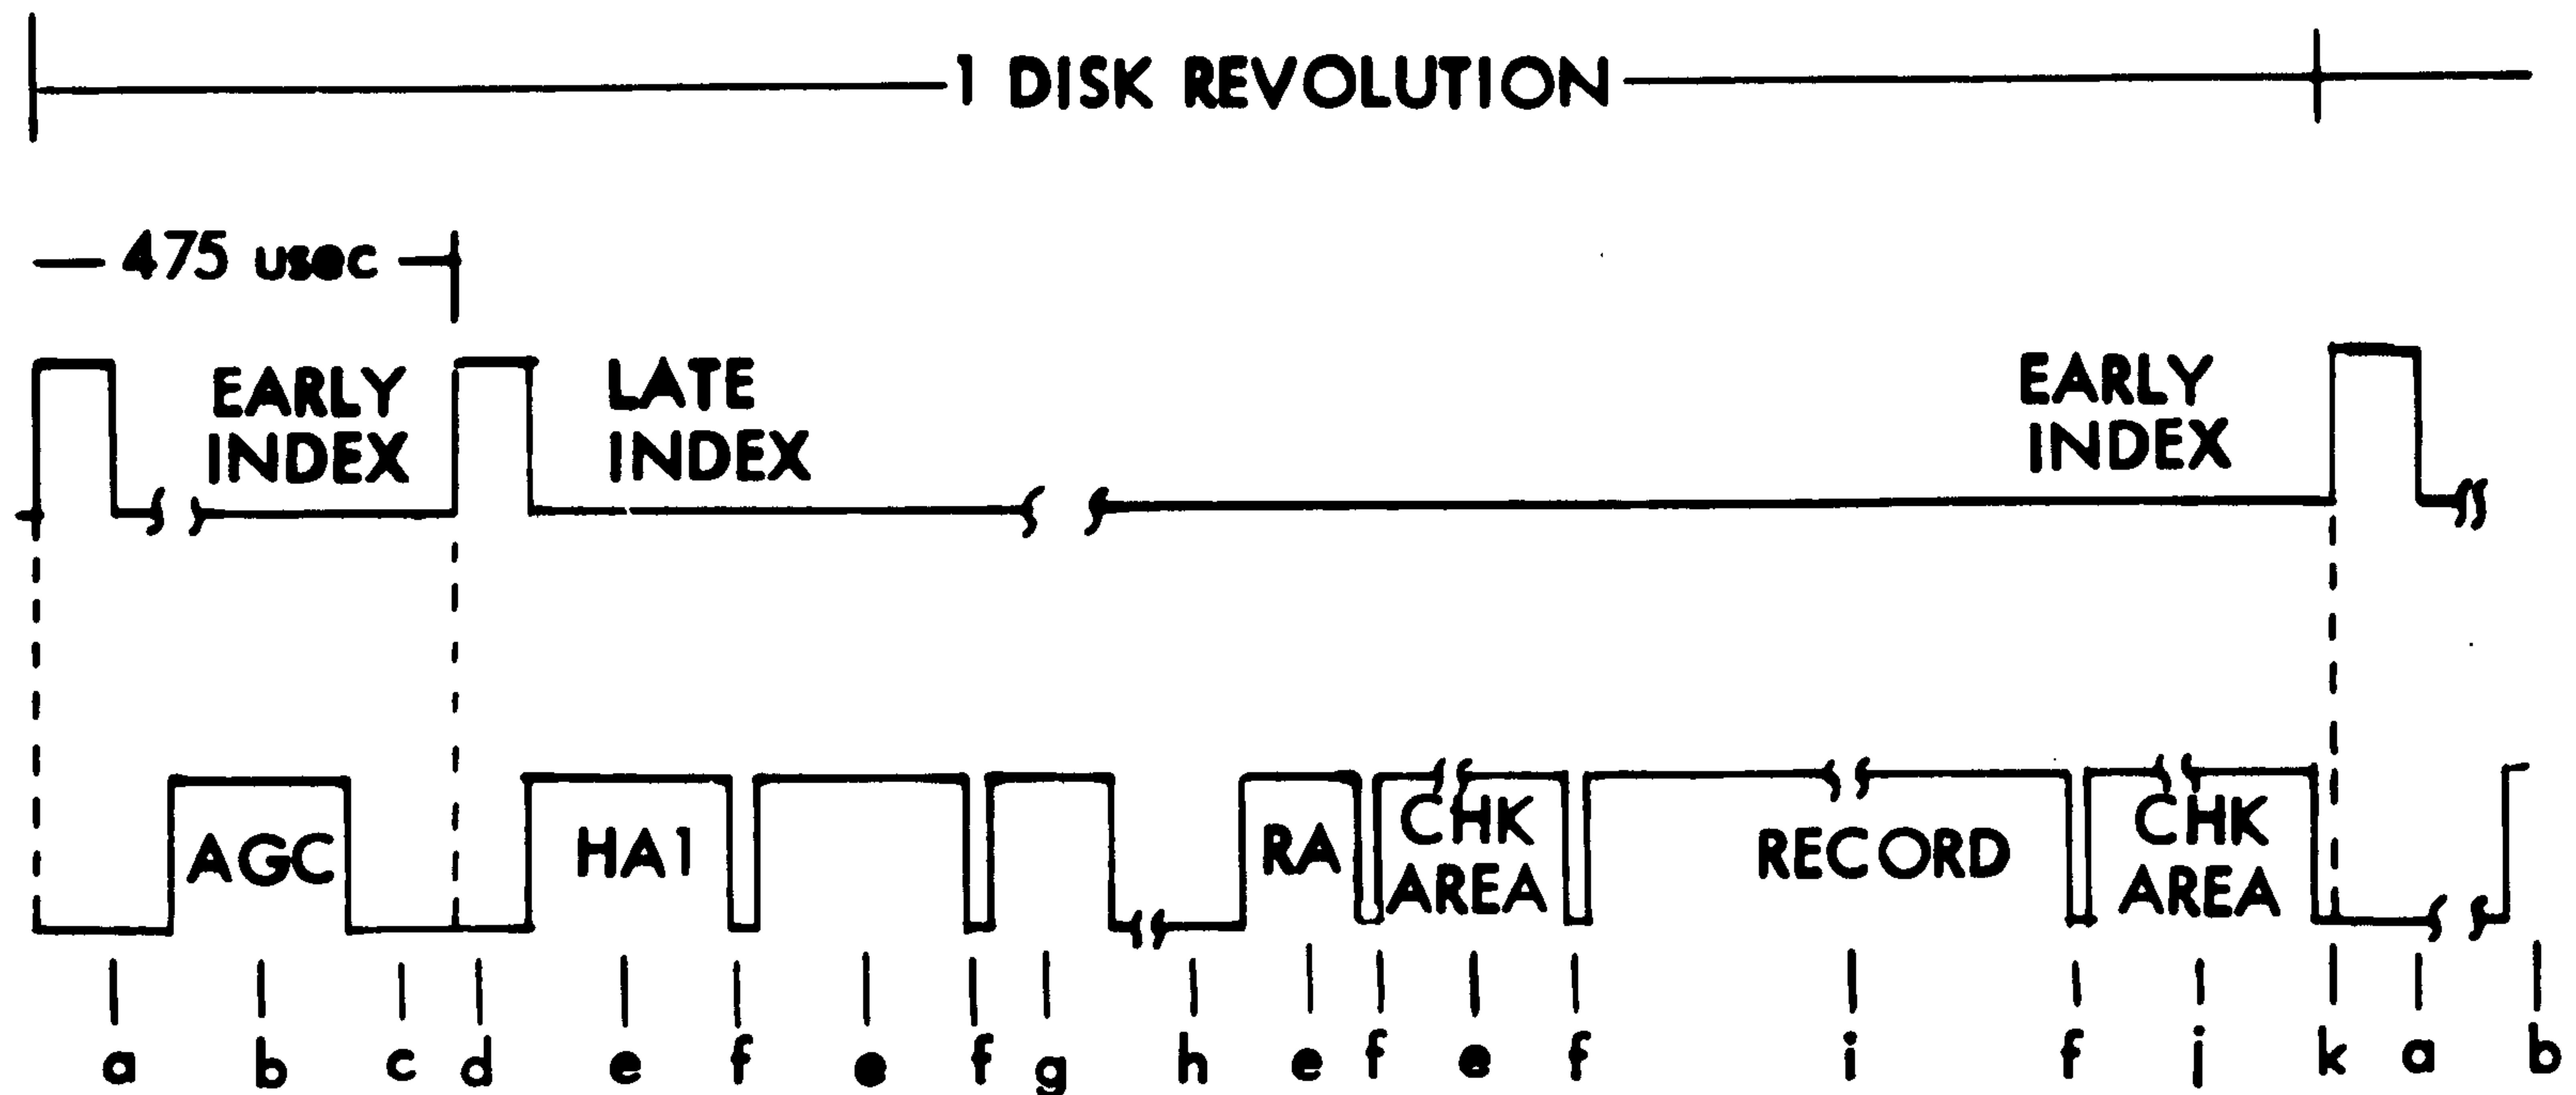 1 DISK REVOLUTION
475 usec
EARLY
INDEX
LATE
INDEX
EARLY
INDEX
AGC
HA1
RA
CHK
AREA
RECORD
CHK
AREA
a b c d e f e f g h e f e f i f j k a b